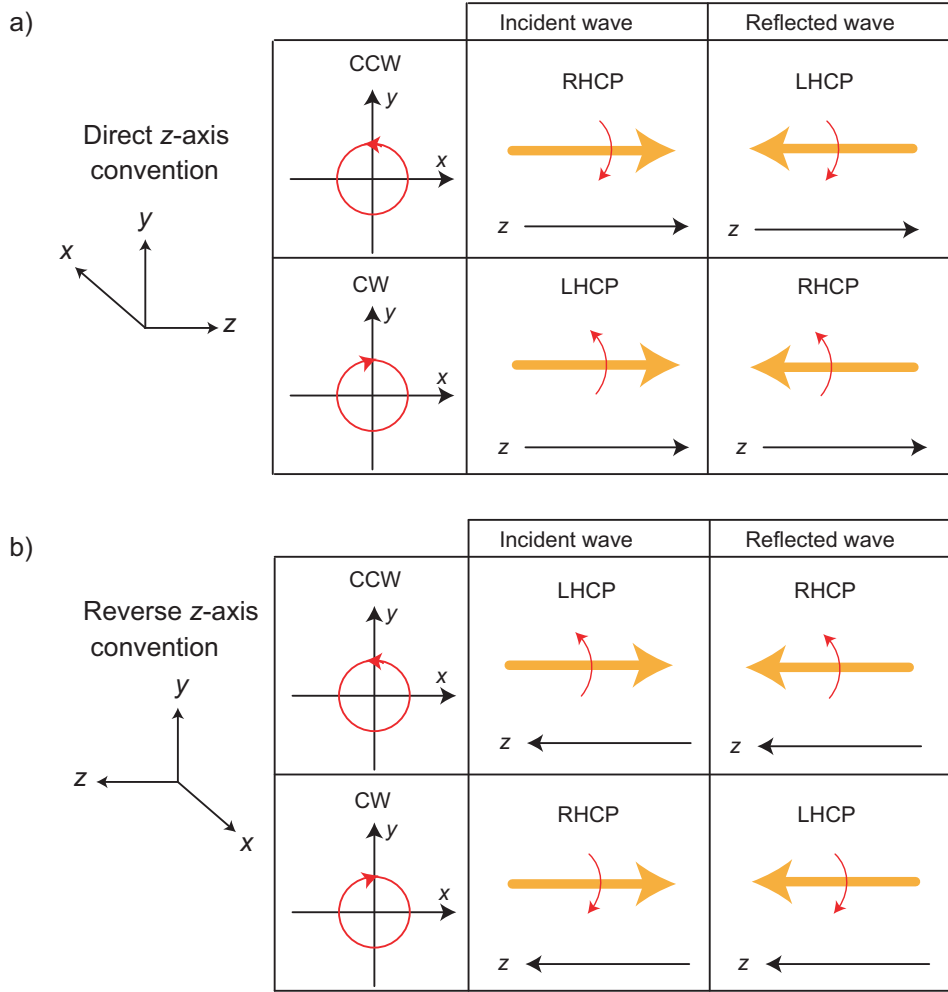 a)
Incident wave
Reflected wave
Direct z-axis
convention
y
x
z
CCW
y
x
RHCP
z
LHCP
z
CW
y
x
LHCP
z
RHCP
z
b)
Incident wave
Reflected wave
Reverse z-axis
convention
y
z
x
CCW
y
x
LHCP
z
RHCP
z
CW
y
x
RHCP
z
LHCP
z